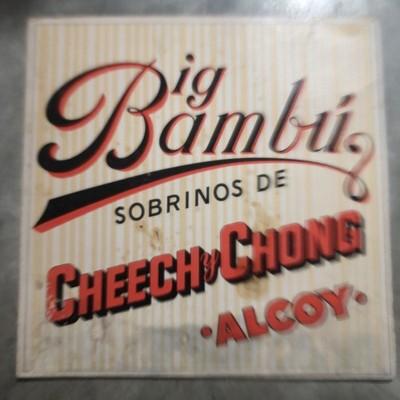 Big
Bambú
SOBRINOS DE
CHEECH y CHONG
·ALCOY·